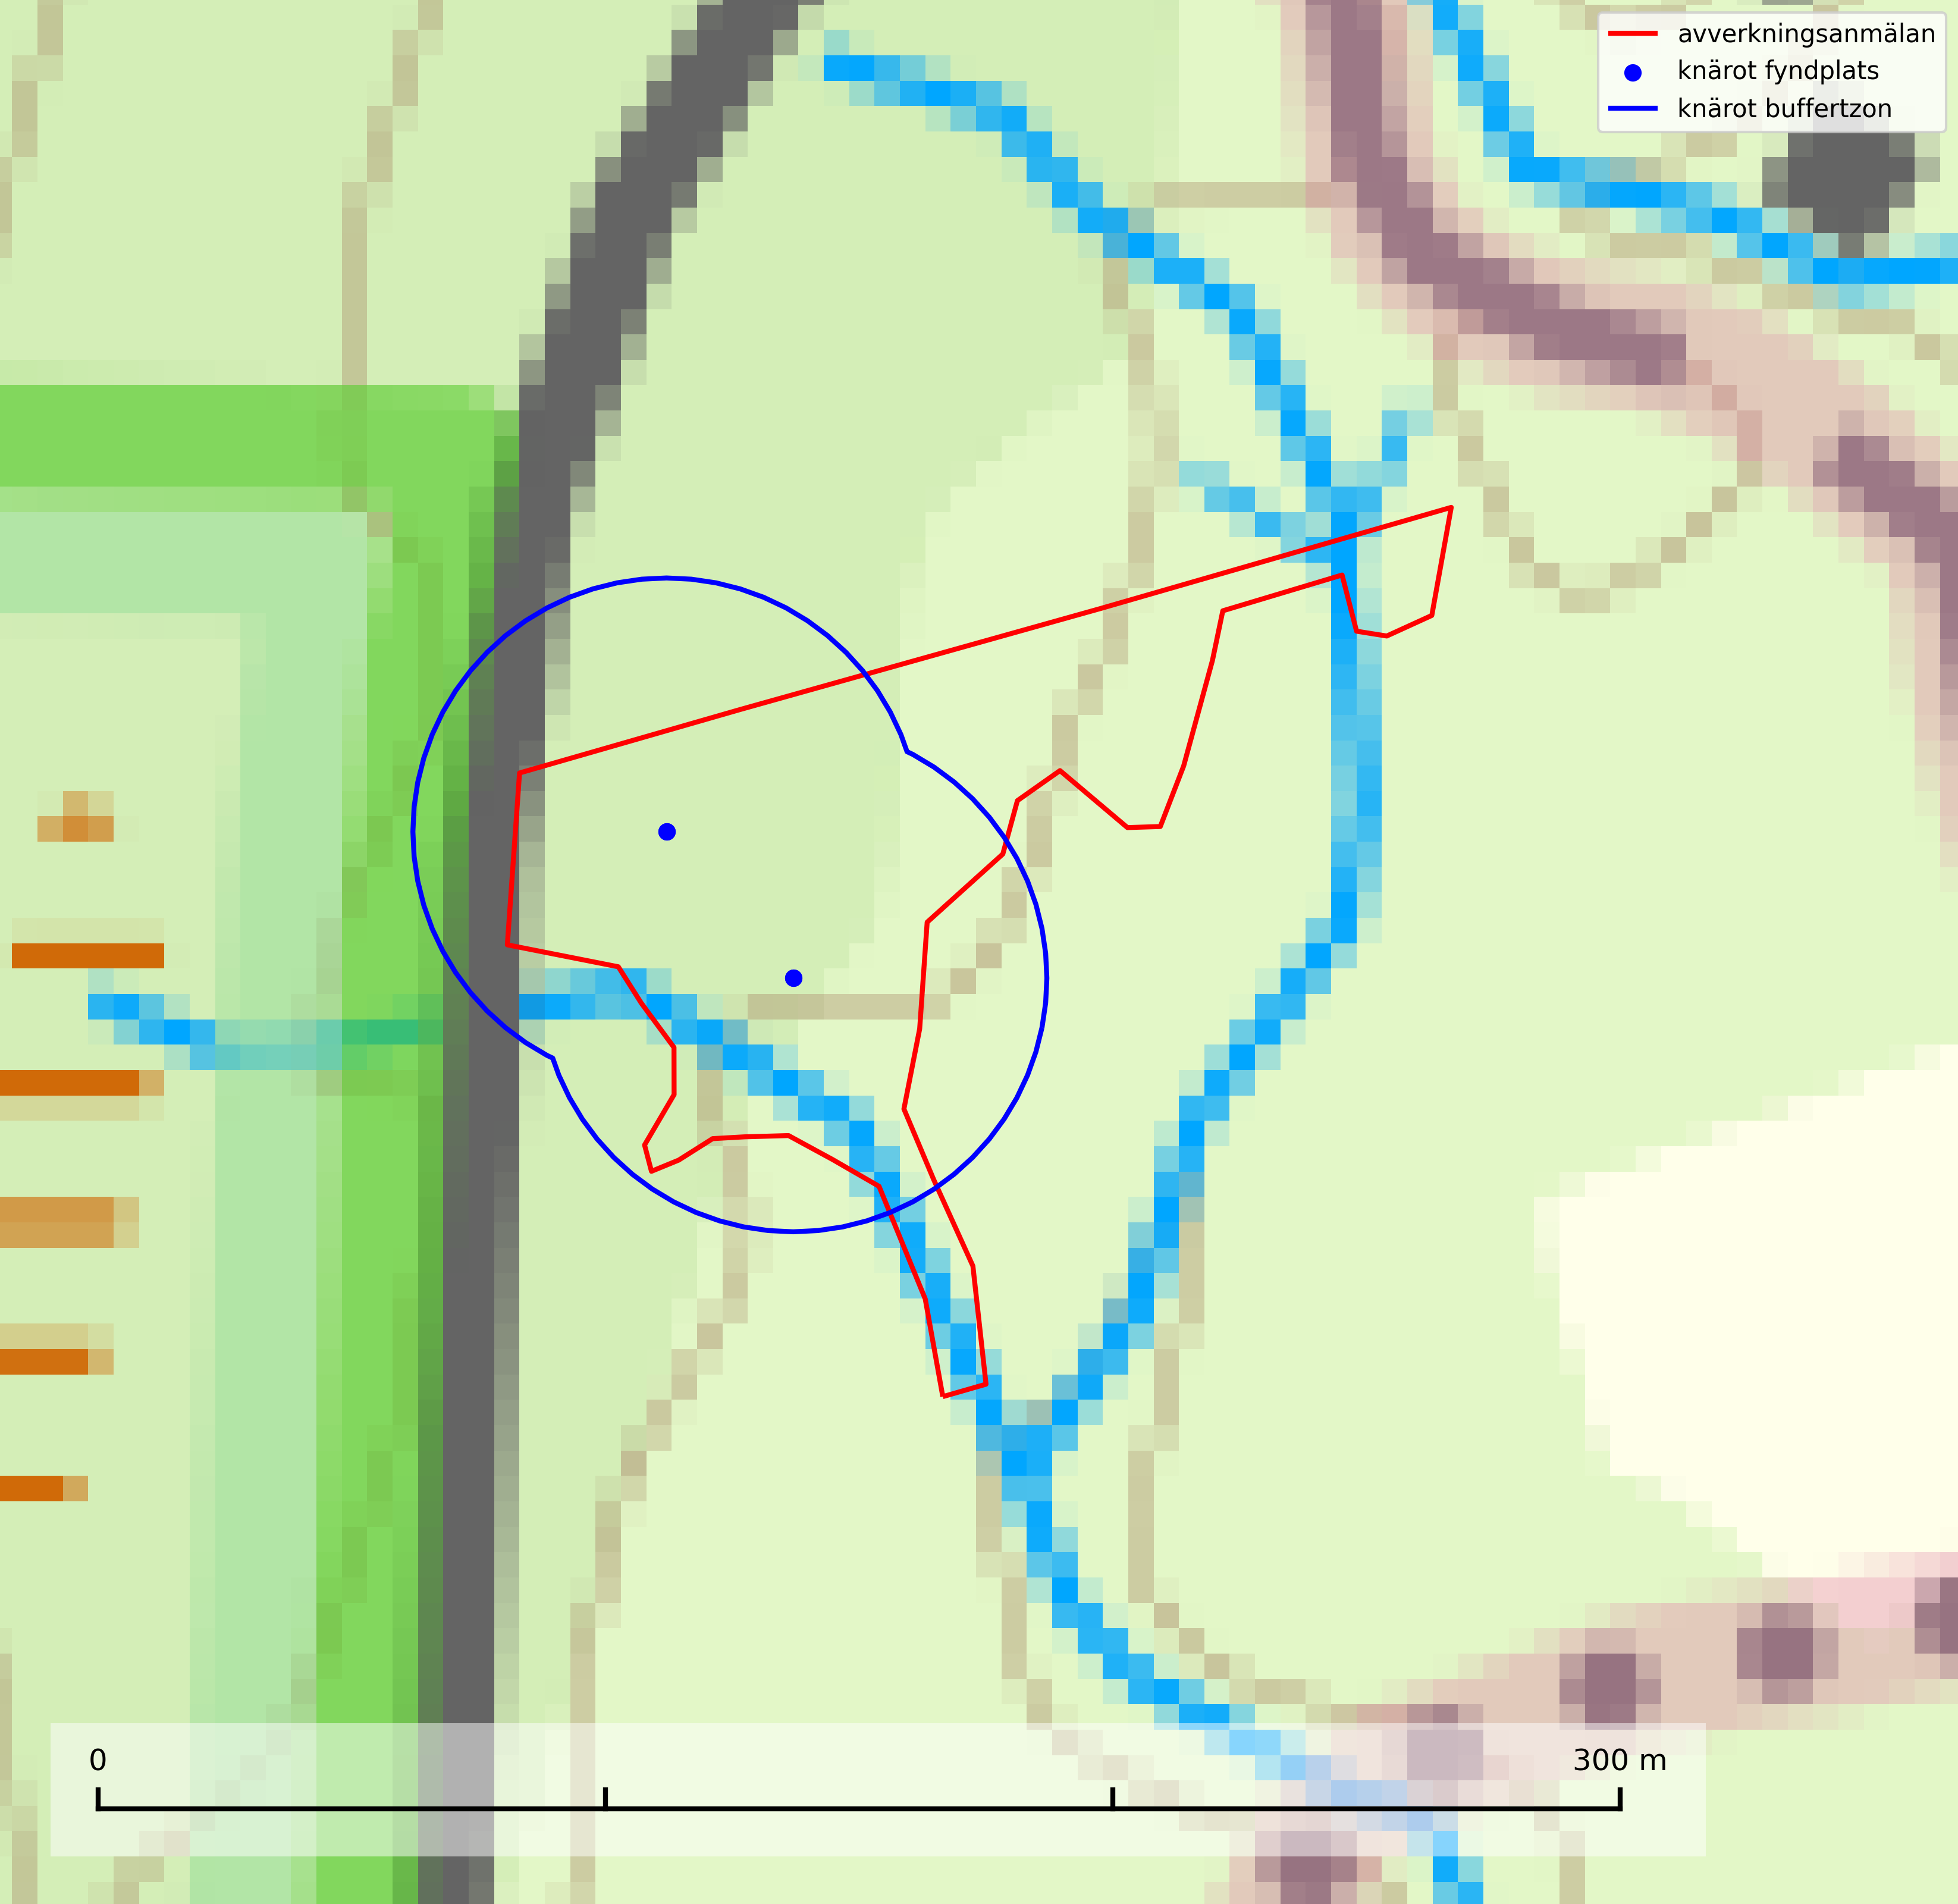 avverkningsanmälan
knärot fyndplats
knärot buffertzon
0 300 m